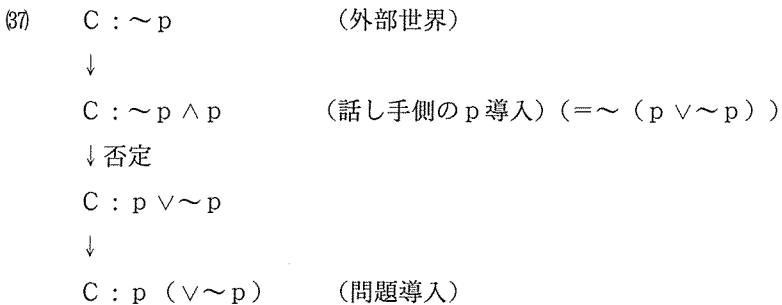 (37) C:~p (外部世界)
↓
C:~p∧p (話し手側のp導入)(=~(p∨~p))
↓否定
C:p∨~p
↓
C:p(∨~p) (問題導入)